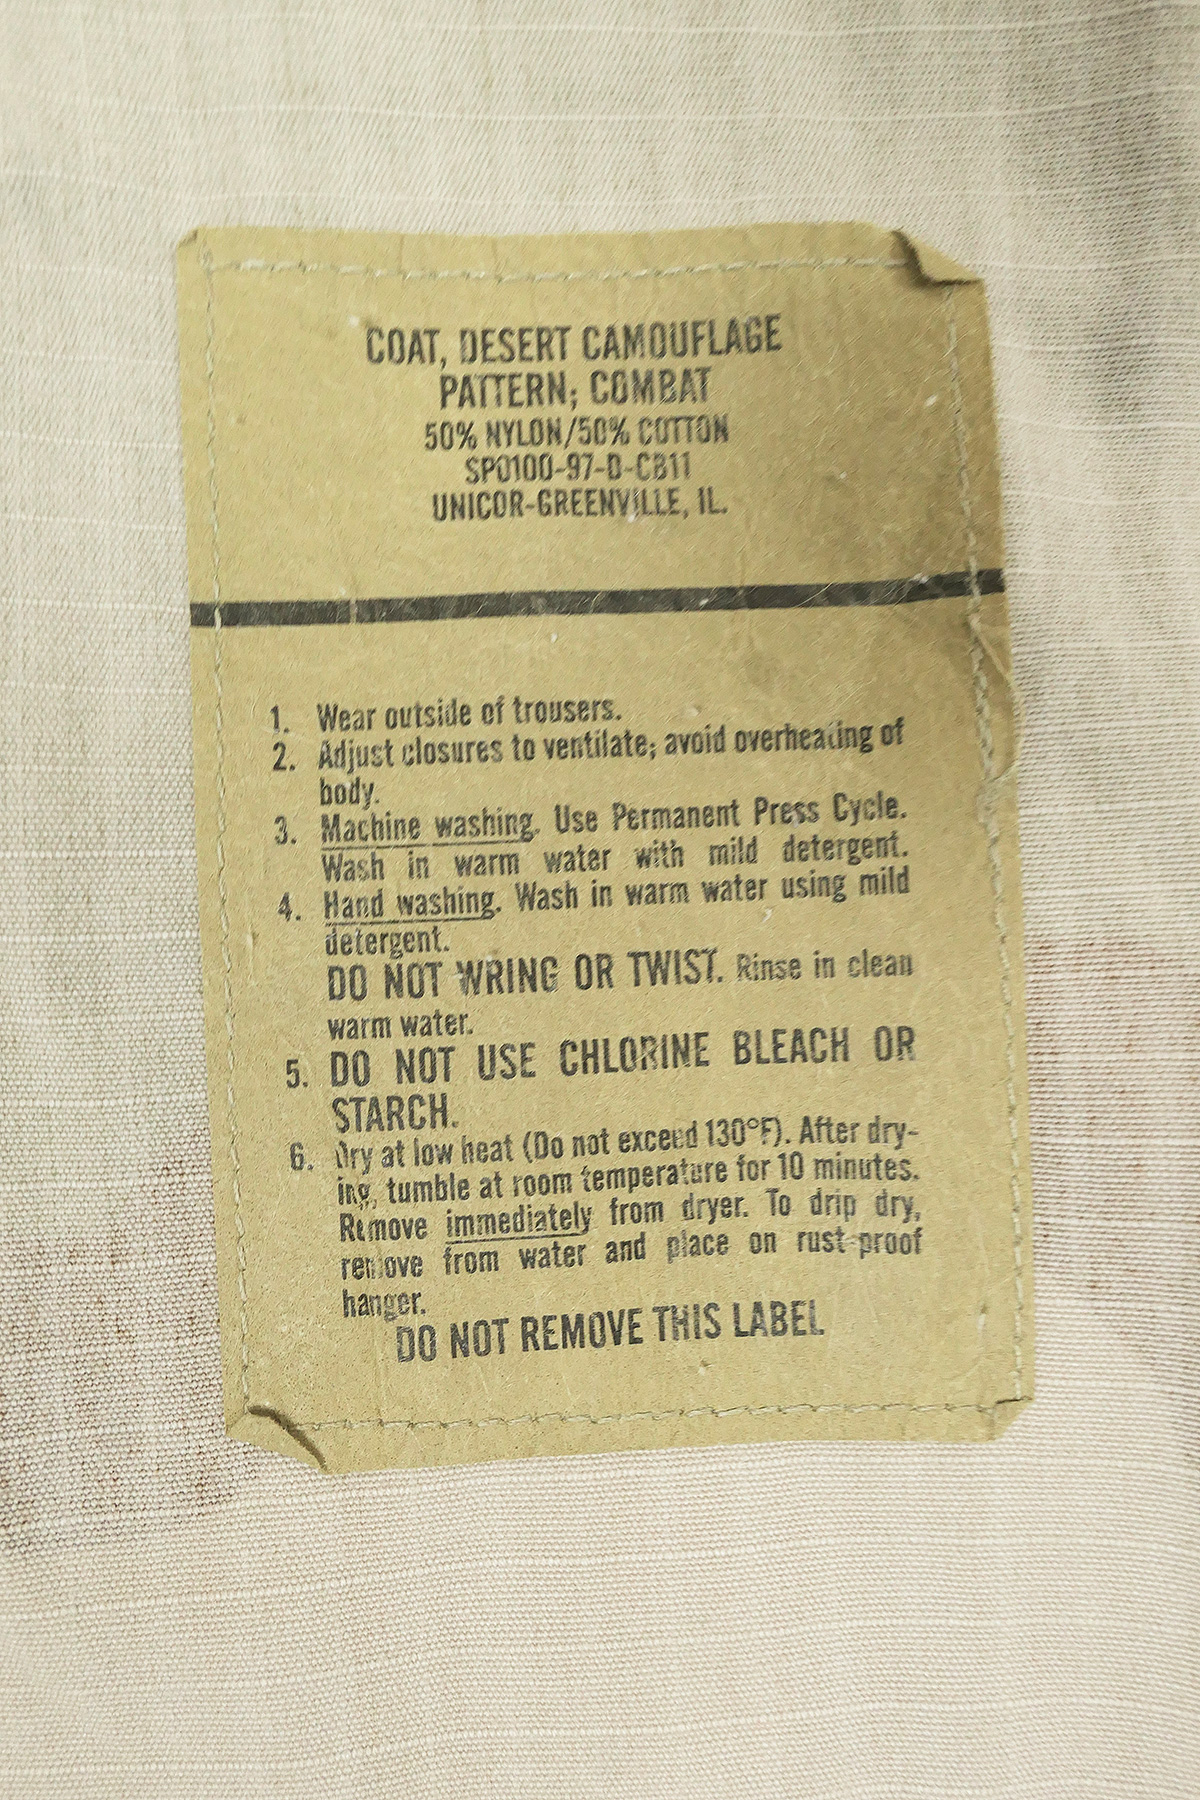 COAT, DESERT CAMOUFLAGE
PATTERN; COMBAT
50% NYLON/50% COTTON
SP0100-97-D-CB11
UNICOR-GREENVILLE, IL.
1. Wear outside of trousers.
2. Adjust closures to ventilate; avoid overheating of
body.
3. Machine washing. Use Permanent Press Cycle.
Wash in warm water with mild detergent.
4. Hand washing. Wash in warm water using mild
detergent.
DO NOT WRING OR TWIST. Rinse in clean
warm water.
5. DO NOT USE CHLORINE BLEACH OR
STARCH.
6. Dry at low heat (Do not exceed 130°F). After dry-
ing, tumble at room temperature for 10 minutes.
Remove immediately from dryer. To drip dry,
remove from water and place on rust-proof
hanger.
DO NOT REMOVE THIS LABEL